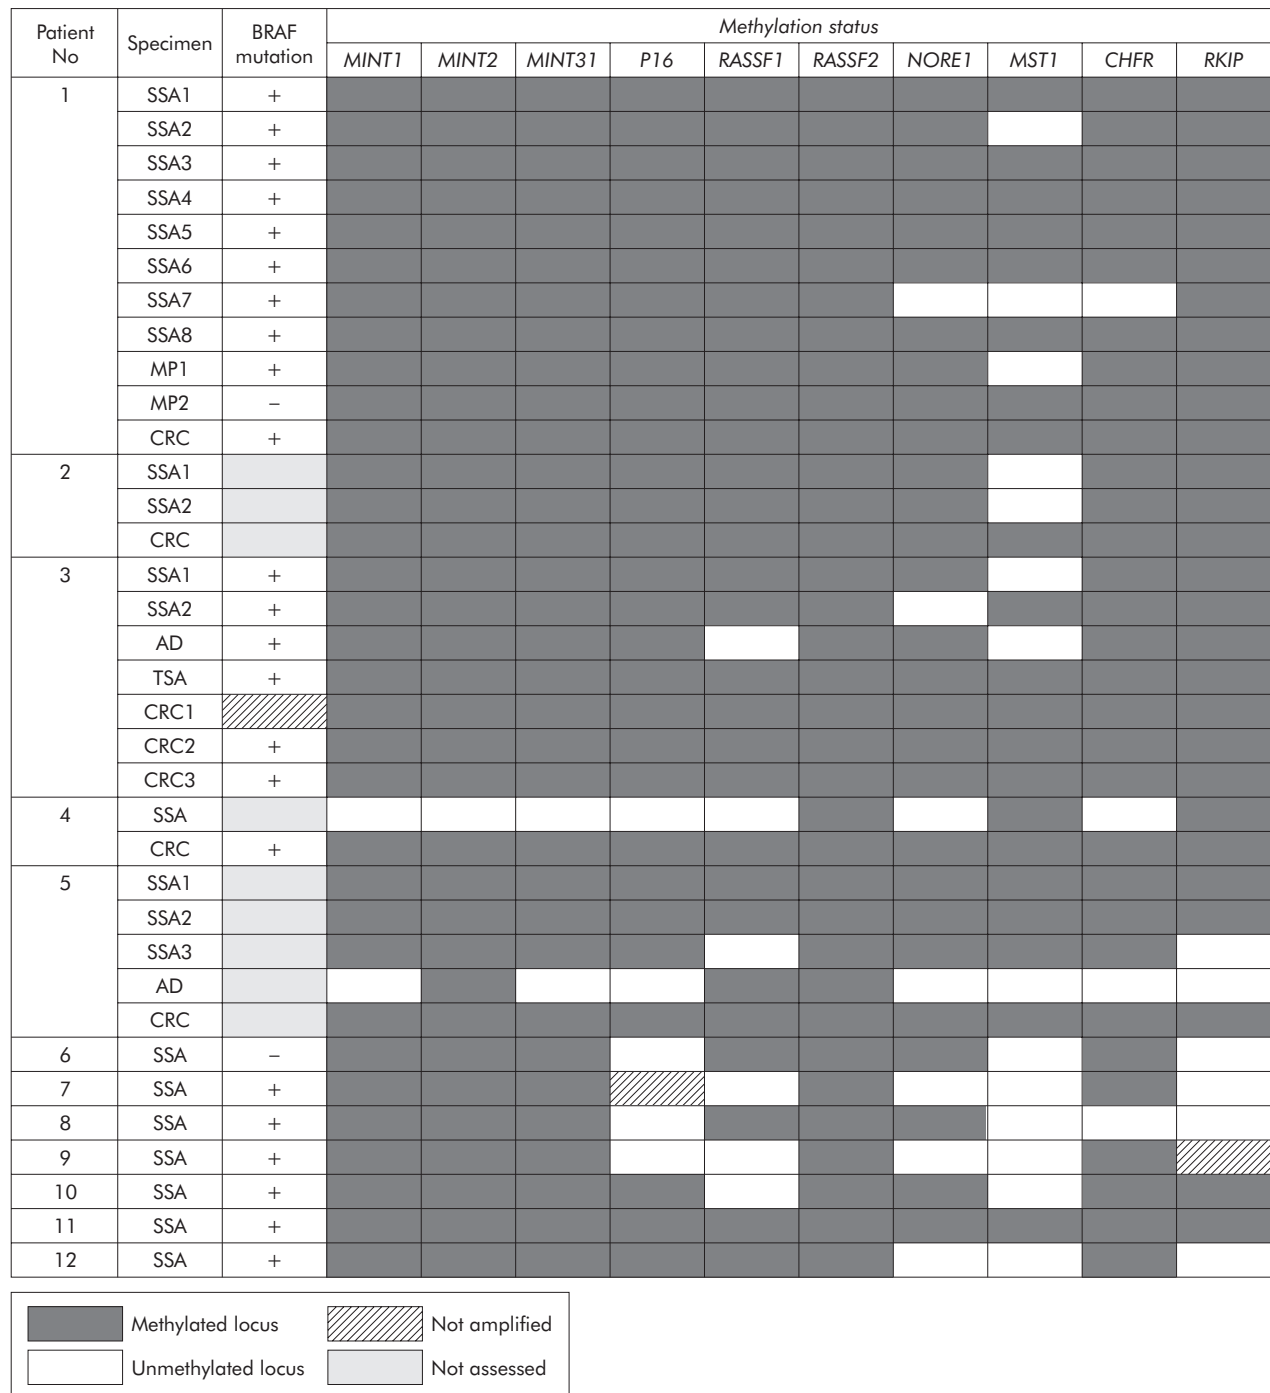 Patient No Specimen BRAF mutation Methylation status
MINT1 MINT2 MINT31 P16 RASSF1 RASSF2 NORE1 MST1 CHFR RKIP
1 SSA1 +
SSA2 +
SSA3 +
SSA4 +
SSA5 +
SSA6 +
SSA7 +
SSA8 +
MP1 +
MP2 –
CRC +
2 SSA1
SSA2
CRC
3 SSA1 +
SSA2 +
AD +
TSA +
CRC1
CRC2 +
CRC3 +
4 SSA
CRC +
5 SSA1
SSA2
SSA3
AD
CRC
6 SSA –
7 SSA +
8 SSA +
9 SSA +
10 SSA +
11 SSA +
12 SSA +
Methylated locus Not amplified
Unmethylated locus Not assessed